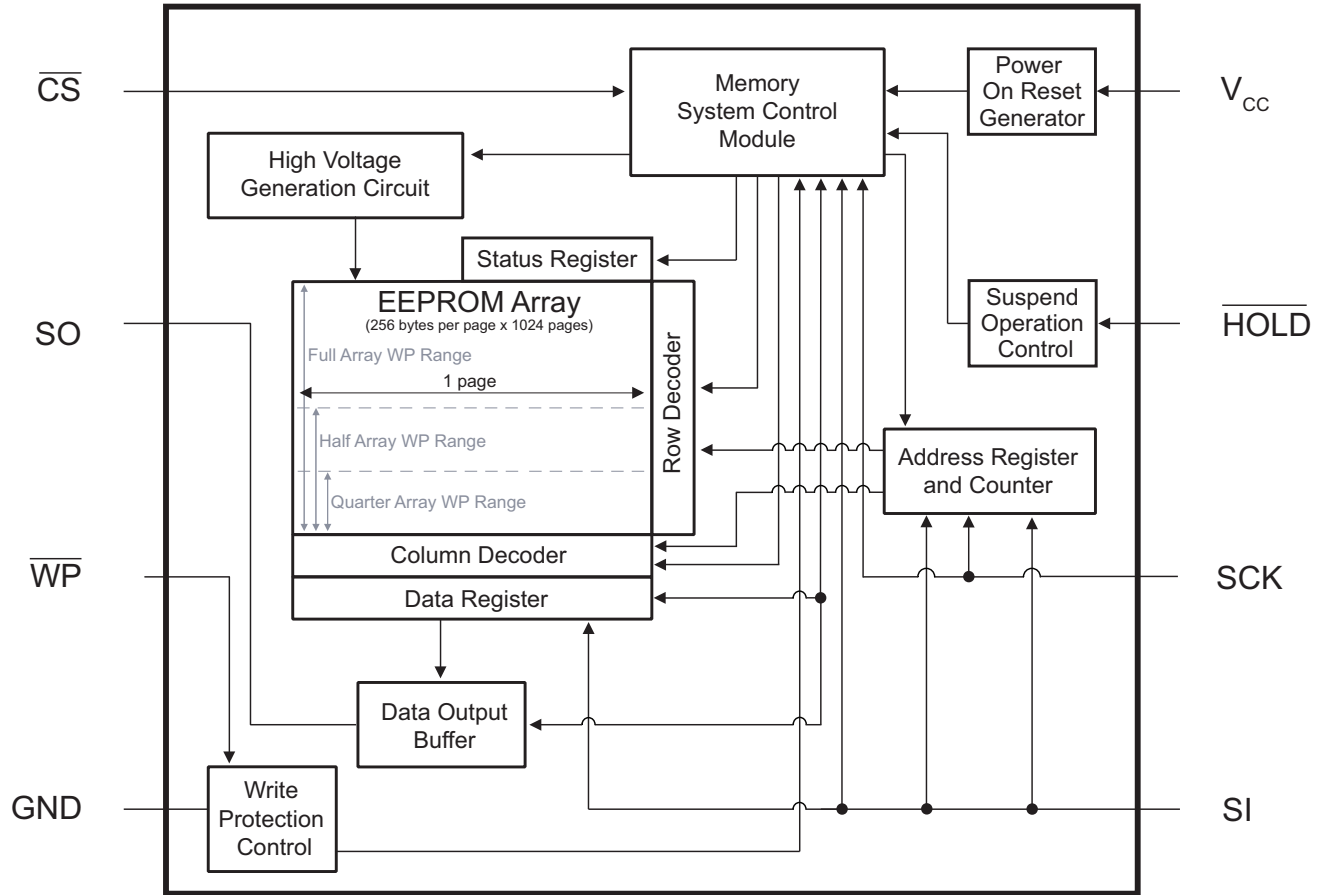 CS
Memory
System Control
Module
Power
On Reset
Generator
VCC
High Voltage
Generation Circuit
Status Register
EEPROM Array
(256 bytes per page x 1024 pages)
Full Array WP Range
1 page
Half Array WP Range
Quarter Array WP Range
Row Decoder
Suspend
Operation
Control
HOLD
SO
Address Register
and Counter
Column Decoder
Data Register
WP
SCK
Data Output
Buffer
Write
Protection
Control
GND
SI